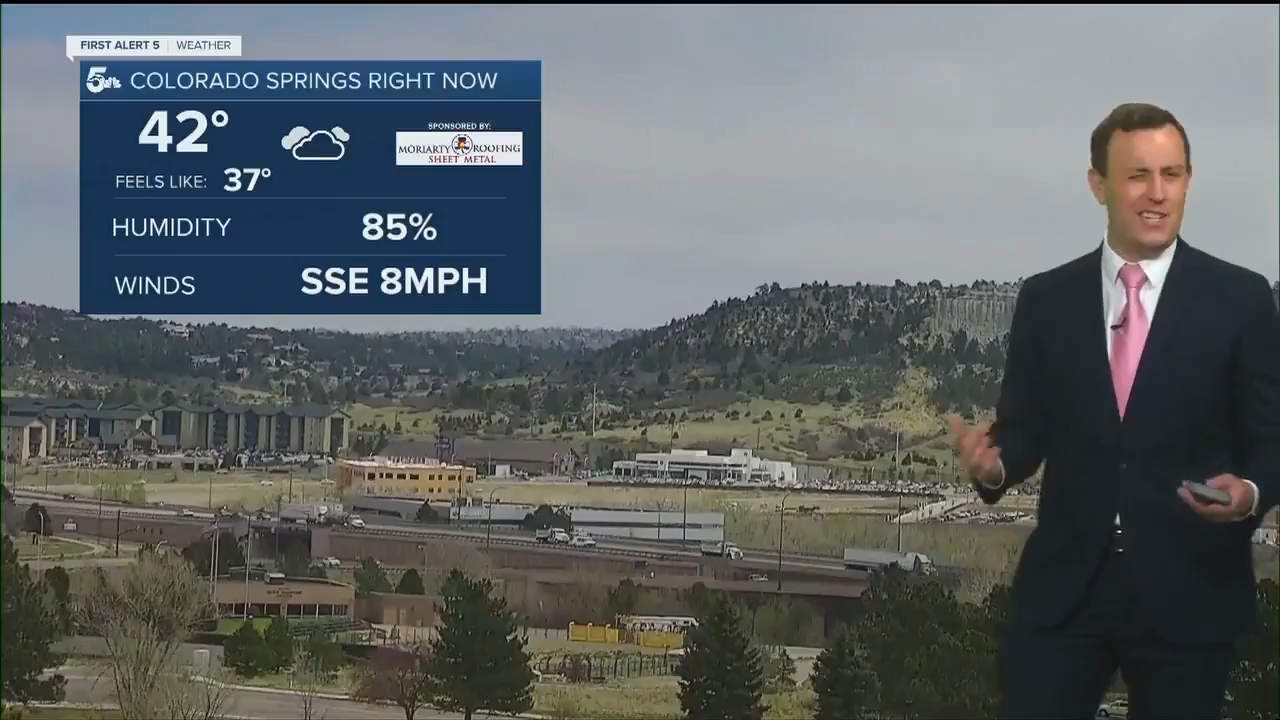 FIRST ALERT 5 | WEATHER
5 COLORADO SPRINGS RIGHT NOW
42°
SPONSORED BY:
MORIARTY ROOFING
SHEET METAL
FEELS LIKE: 37°
HUMIDITY 85%
WINDS SSE 8MPH